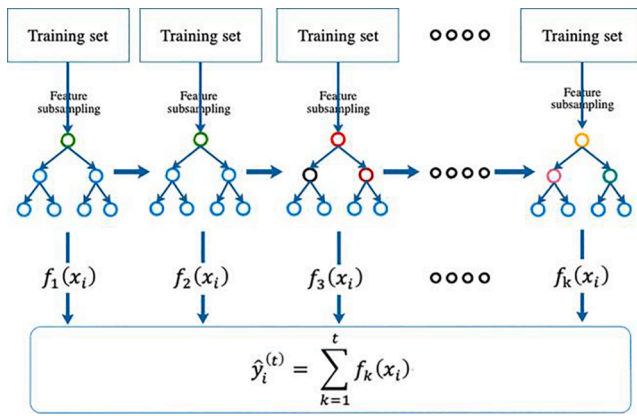 Training set Training set Training set Training set
Feature subsampling Feature subsampling Feature subsampling Feature subsampling
f₁(xᵢ) f₂(xᵢ) f₃(xᵢ) fₖ(xᵢ)
ŷᵢ⁽ᵗ⁾ = ∑ₖ₌₁ᵗ fₖ(xᵢ)